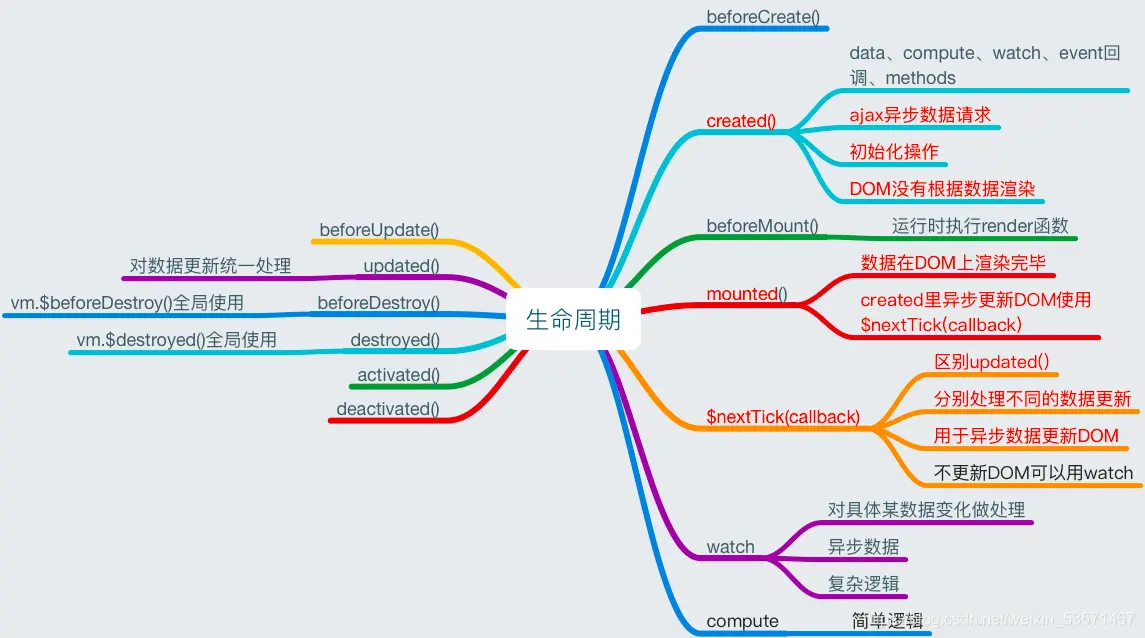 beforeCreate()
data、compute、watch、event回
调、methods
created()
ajax异步数据请求
初始化操作
DOM没有根据数据渲染
beforeMount()
运行时执行render函数
mounted()
数据在DOM上渲染完毕
created里异步更新DOM使用
$nextTick(callback)
$nextTick(callback)
区别updated()
分别处理不同的数据更新
用于异步数据更新DOM
不更新DOM可以用watch
watch
对具体某数据变化做处理
异步数据
复杂逻辑
compute
简单逻辑
生命周期
beforeUpdate()
对数据更新统一处理
updated()
vm.$beforeDestroy()全局使用
beforeDestroy()
vm.$destroyed()全局使用
destroyed()
activated()
deactivated()